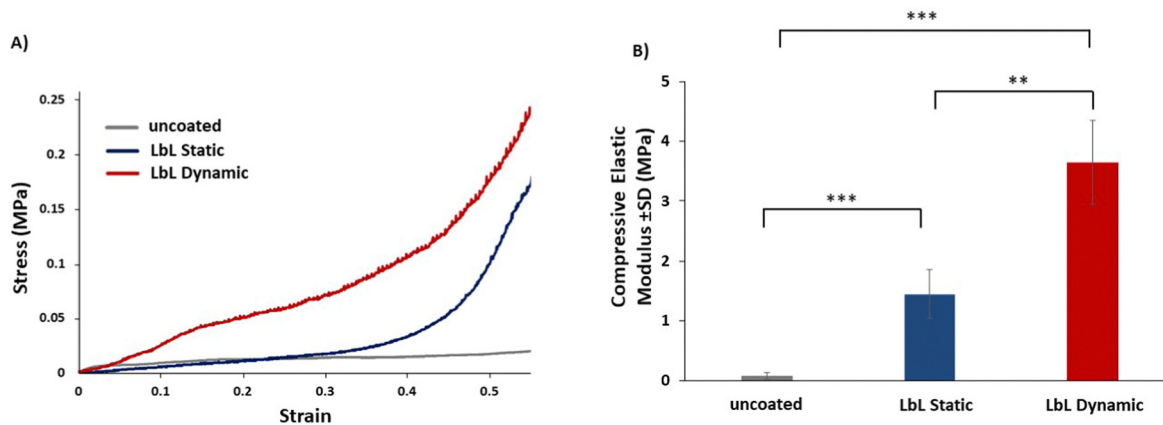 A)
0.25
0.2
0.15
0.1
0.05
0
Stress (MPa)
uncoated
LbL Static
LbL Dynamic
0.1
0.2
0.3
0.4
0.5
Strain
B)
***
**
***
5
4
3
2
1
0
Compressive Elastic
Modulus ±SD (MPa)
uncoated
LbL Static
LbL Dynamic